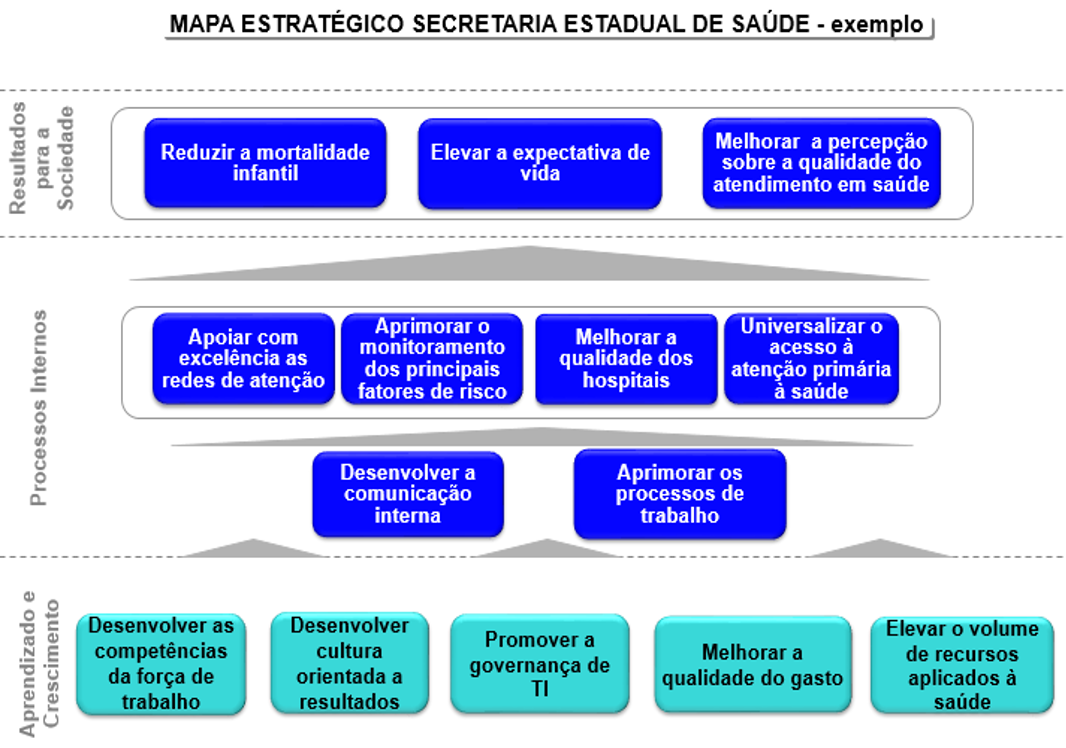 MAPA ESTRATÉGICO SECRETARIA ESTADUAL DE SAÚDE - exemplo
Resultados
para a
Sociedade
Reduzir a mortalidade
infantil
Elevar a expectativa de
vida
Melhorar a percepção
sobre a qualidade do
atendimento em saúde
Processos Internos
Apoiar com
excelência as
redes de atenção
Aprimorar o
monitoramento
dos principais
fatores de risco
Melhorar a
qualidade dos
hospitais
Universalizar o
acesso à
atenção primária
à saúde
Desenvolver a
comunicação
interna
Aprimorar os
processos de
trabalho
Aprendizado e
Crescimento
Desenvolver as
competências
da força de
trabalho
Desenvolver
cultura
orientada a
resultados
Promover a
governança de
TI
Melhorar a
qualidade do gasto
Elevar o volume
de recursos
aplicados à
saúde